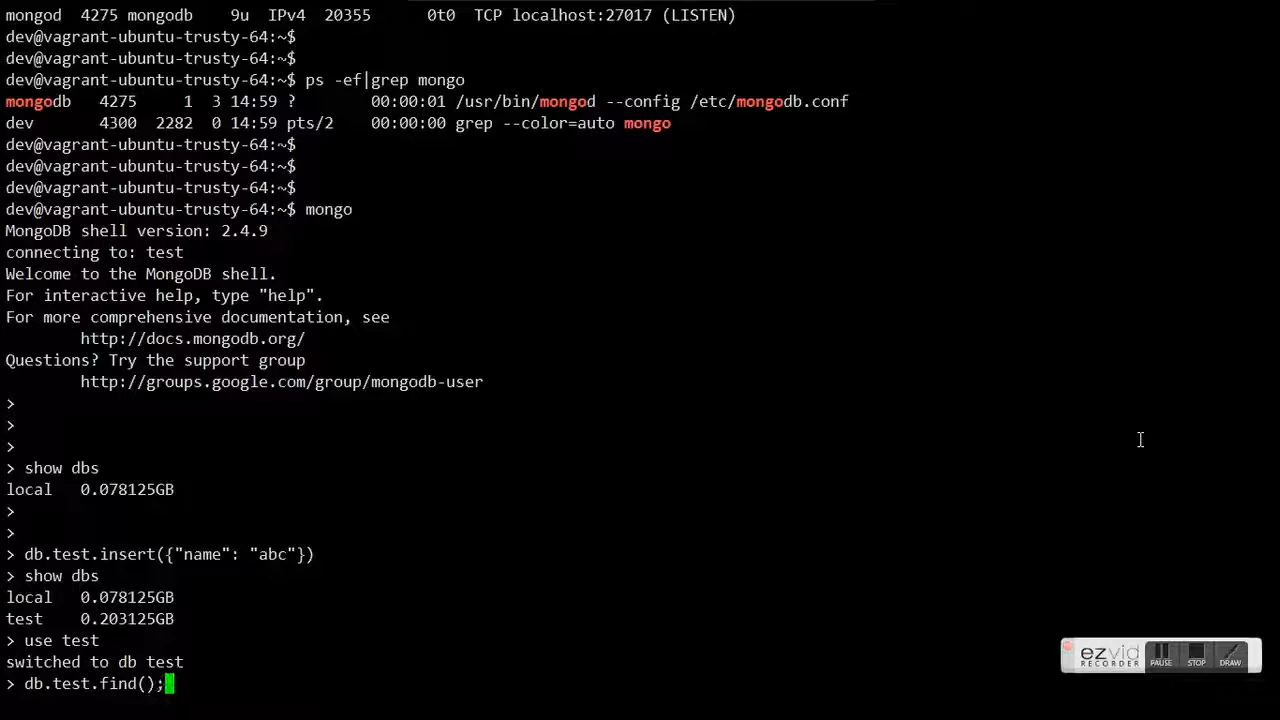 mongod  4275 mongodb    9u  IPv4  20355      0t0  TCP localhost:27017 (LISTEN)
dev@vagrant-ubuntu-trusty-64:~$
dev@vagrant-ubuntu-trusty-64:~$
dev@vagrant-ubuntu-trusty-64:~$ ps -ef|grep mongo
mongodb   4275     1  3 14:59 ?        00:00:01 /usr/bin/mongod --config /etc/mongodb.conf
dev       4300  2282  0 14:59 pts/2    00:00:00 grep --color=auto mongo
dev@vagrant-ubuntu-trusty-64:~$
dev@vagrant-ubuntu-trusty-64:~$
dev@vagrant-ubuntu-trusty-64:~$
dev@vagrant-ubuntu-trusty-64:~$ mongo
MongoDB shell version: 2.4.9
connecting to: test
Welcome to the MongoDB shell.
For interactive help, type "help".
For more comprehensive documentation, see
        http://docs.mongodb.org/
Questions? Try the support group
        http://groups.google.com/group/mongodb-user
>
>
>
> show dbs
local   0.078125GB
>
>
> db.test.insert({"name": "abc"})
> show dbs
local   0.078125GB
test    0.203125GB
> use test
switched to db test
> db.test.find();
ezvid
RECORDER
PAUSE STOP DRAW